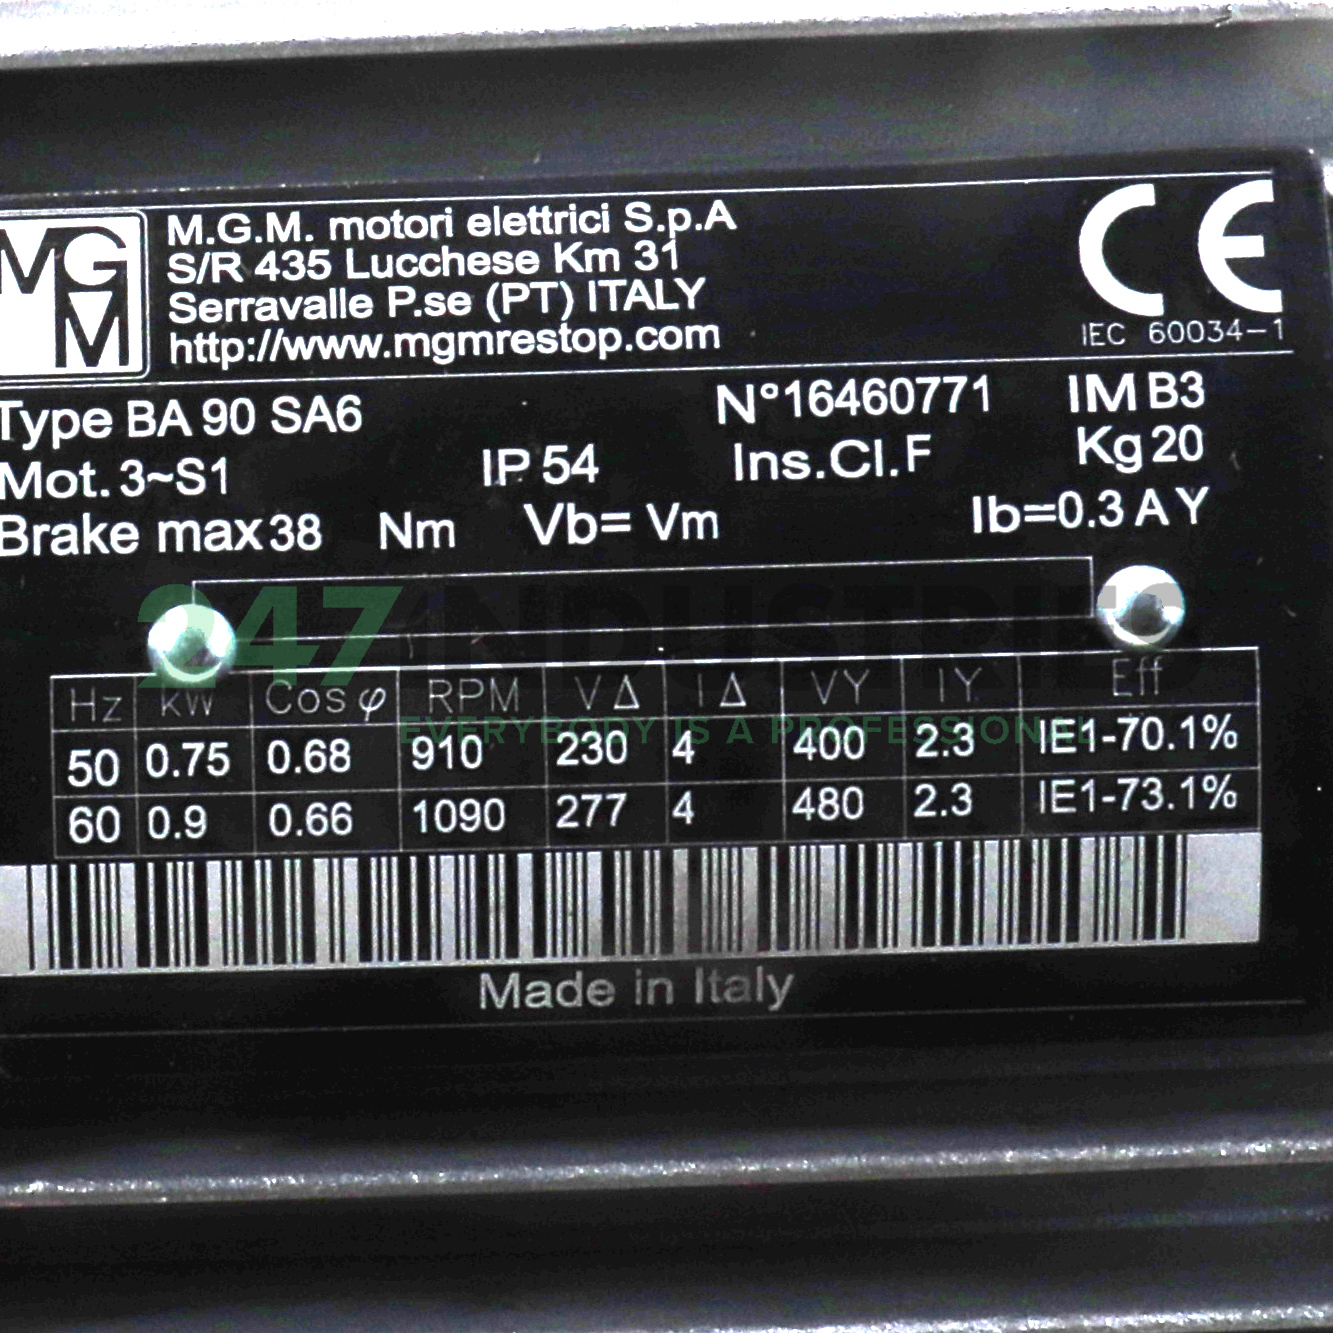 MGM
M.G.M. motori elettrici S.p.A
S/R 435 Lucchese Km 31
Serravalle P.se (PT) ITALY
http://www.mgmrestop.com
CE
IEC 60034-1
Type BA 90 SA6 N°16460771 IM B3
Mot. 3~S1 IP 54 Ins.Cl.F Kg 20
Brake max 38 Nm Vb= Vm Ib=0.3 A Y
247 INDUSTRIES
EVERYBODY IS A PROFESSIONAL
Hz KW Cos φ RPM V Δ I Δ VY IY Eff
50 0.75 0.68 910 230 4 400 2.3 IE1-70.1%
60 0.9 0.66 1090 277 4 480 2.3 IE1-73.1%
Made in Italy